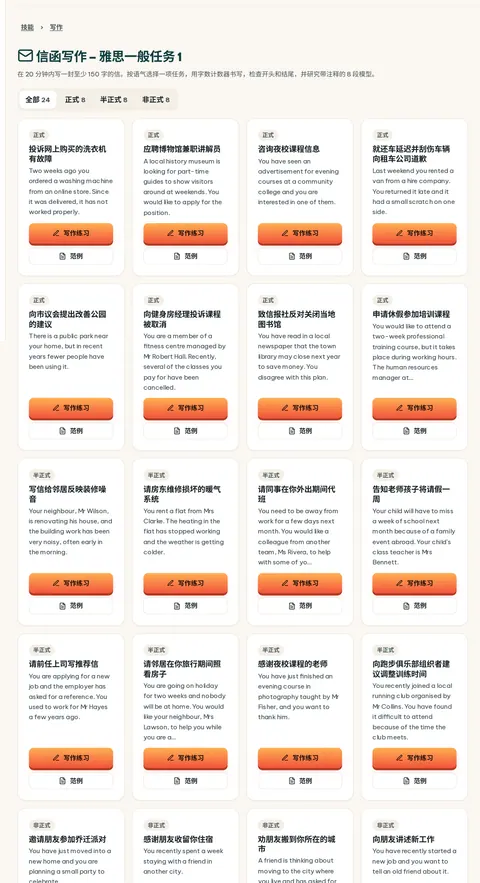 技能 › 写作
信函写作 – 雅思一般任务 1
在 20 分钟内写一封至少 150 字的信。按语气选择一项任务，用字数计数器书写，检查开头和结尾，并研究带注释的 8 段模型。
全部 24 正式 8 半正式 8 非正式 8
正式
投诉网上购买的洗衣机
有故障
Two weeks ago you
ordered a washing machine
from an online store. Since
it was delivered, it has not
worked properly.
写作练习
范例
正式
应聘博物馆兼职讲解员
A local history museum is
looking for part-time
guides to show visitors
around at weekends. You
would like to apply for the
position.
写作练习
范例
正式
咨询夜校课程信息
You have seen an
advertisement for evening
courses at a community
college and you are
interested in one of them.
写作练习
范例
正式
就还车延迟并刮伤车辆
向租车公司道歉
Last weekend you rented a
van from a hire company.
You returned it late and it
had a small scratch on one
side.
写作练习
范例
正式
向市议会提出改善公园
的建议
There is a public park near
your home, but in recent
years fewer people have
been using it.
写作练习
范例
正式
向健身房经理投诉课程
被取消
You are a member of a
fitness centre managed by
Mr Robert Hall. Recently,
several of the classes you
pay for have been
cancelled.
写作练习
范例
正式
致信报社反对关闭当地
图书馆
You have read in a local
newspaper that the town
library may close next year
to save money. You
disagree with this plan.
写作练习
范例
正式
申请休假参加培训课程
You would like to attend a
two-week professional
training course, but it takes
place during working hours.
The human resources
manager at...
写作练习
范例
半正式
写信给邻居反映装修噪
音
Your neighbour, Mr Wilson,
is renovating his house, and
the building work has been
very noisy, often early in
the morning.
写作练习
范例
半正式
请房东维修损坏的暖气
系统
You rent a flat from Mrs
Clarke. The heating in the
flat has stopped working
and the weather is getting
colder.
写作练习
范例
半正式
请同事在你外出期间代
班
You need to be away from
work for a few days next
month. You would like a
colleague from another
team, Ms Rivera, to help
with some of yo...
写作练习
范例
半正式
告知老师孩子将请假一
周
Your child will have to miss
a week of school next
month because of a family
event abroad. Your child's
class teacher is Mrs
Bennett.
写作练习
范例
半正式
请前任上司写推荐信
You are applying for a new
job and the employer has
asked for a reference. You
used to work for Mr Hayes
a few years ago.
写作练习
范例
半正式
请邻居在你旅行期间照
看房子
You are going on holiday
for two weeks and nobody
will be at home. You would
like your neighbour, Mrs
Lawson, to help you while
you are a...
写作练习
范例
半正式
感谢夜校课程的老师
You have just finished an
evening course in
photography taught by Mr
Fisher, and you want to
thank him.
写作练习
范例
半正式
向跑步俱乐部组织者建
议调整训练时间
You recently joined a local
running club organised by
Mr Collins. You have found
it difficult to attend
because of the time the
club meets.
写作练习
范例
非正式
邀请朋友参加乔迁派对
You have just moved into a
new home and you are
planning a small party to
celebrate.
非正式
感谢朋友收留你住宿
You recently spent a week
staying with a friend in
another city.
非正式
劝朋友搬到你所在的城
市
A friend is thinking about
moving to the city where
you live and has asked for
非正式
向朋友讲述新工作
You have recently started a
new job and you want to
tell an old friend about it.